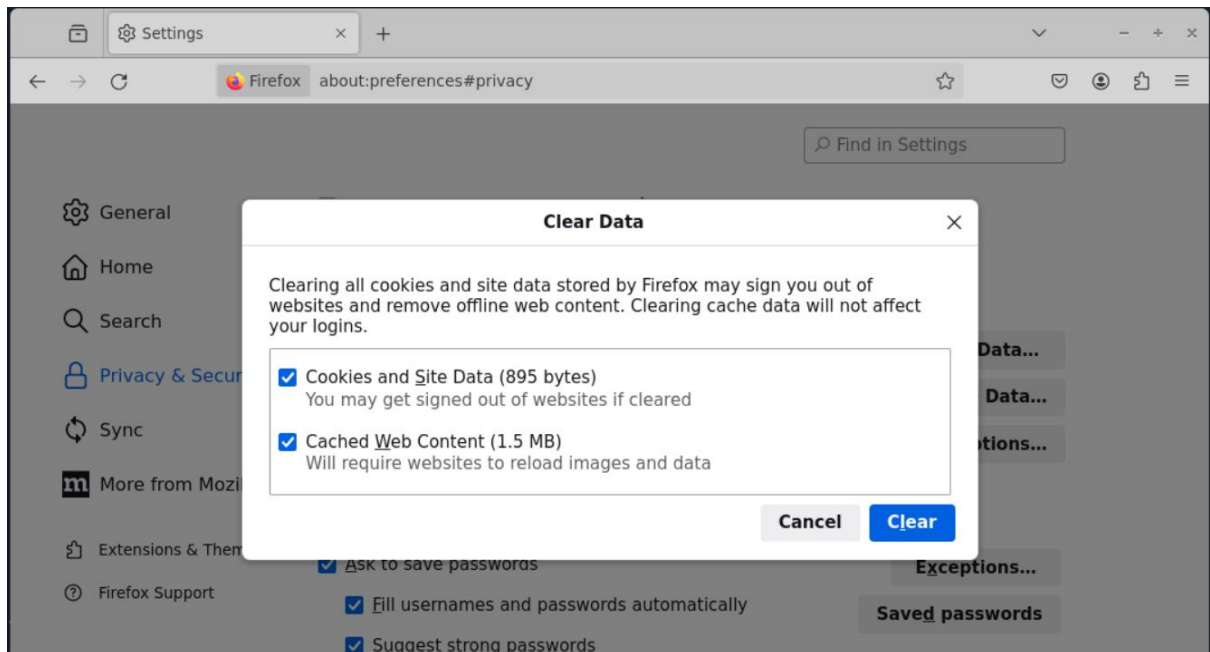 Settings
Firefox about:preferences#privacy
Find in Settings
General
Home
Search
Privacy & Secur
Sync
More from Mozil
Extensions & Them
Firefox Support
Clear Data
Clearing all cookies and site data stored by Firefox may sign you out of
websites and remove offline web content. Clearing cache data will not affect
your logins.
Cookies and Site Data (895 bytes)
You may get signed out of websites if cleared
Cached Web Content (1.5 MB)
Will require websites to reload images and data
Cancel Clear
Data...
Data...
tions...
Ask to save passwords
Exceptions...
Fill usernames and passwords automatically
Saved passwords
Suggest strong passwords